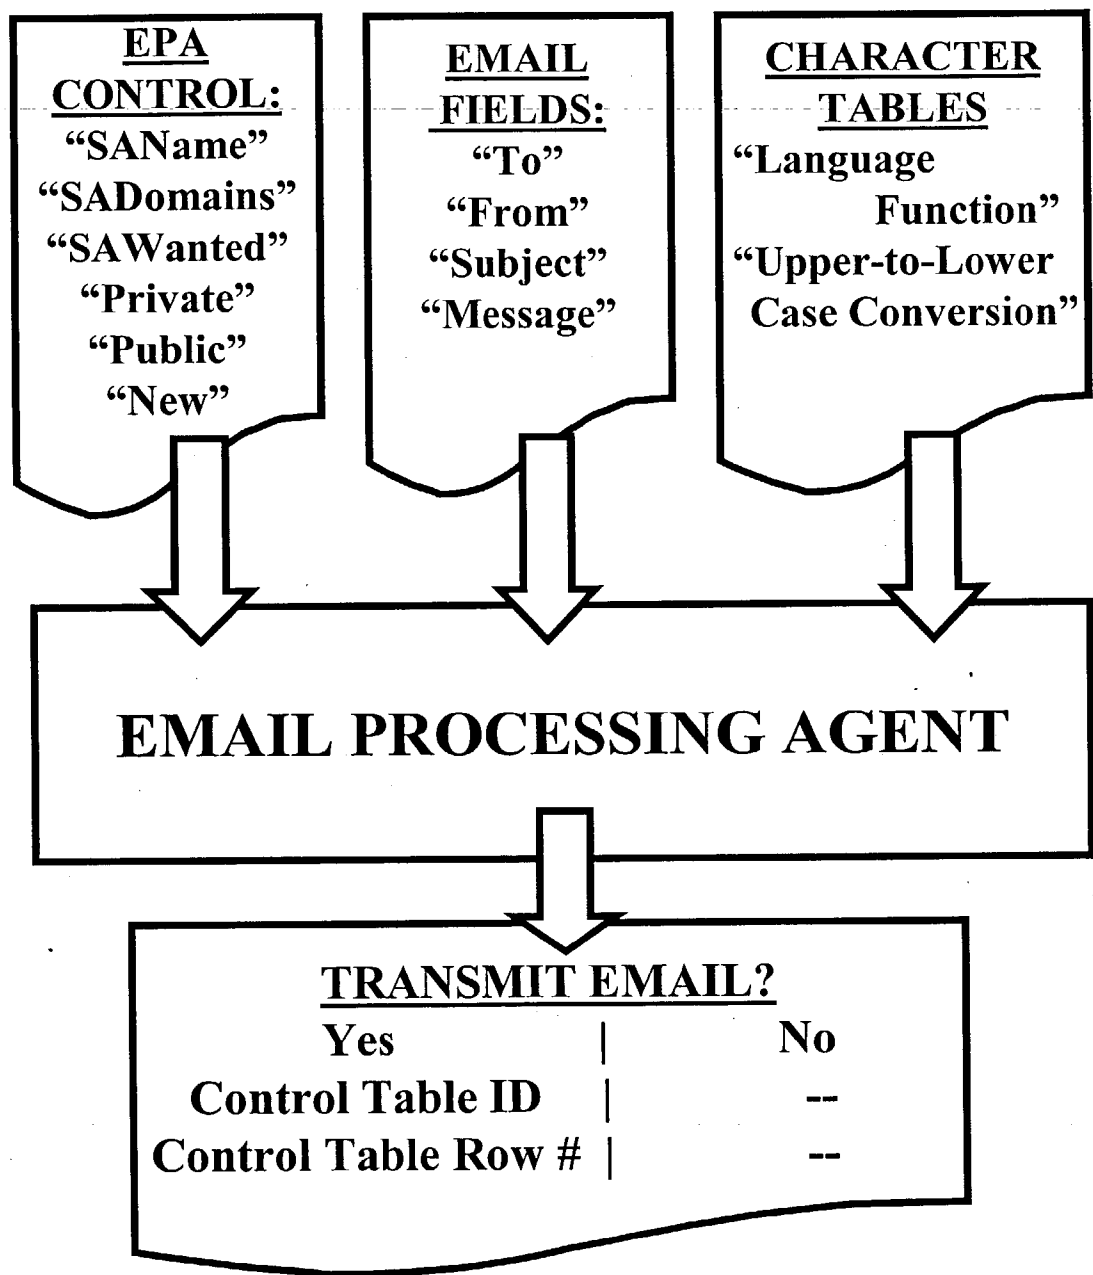 EPA
CONTROL:
“SAName”
“SADomains”
“SAWanted”
“Private”
“Public”
“New”
EMAIL
FIELDS:
“To”
“From”
“Subject”
“Message”
CHARACTER
TABLES
“Language
Function”
“Upper-to-Lower
Case Conversion”
EMAIL PROCESSING AGENT
TRANSMIT EMAIL?
Yes | No
Control Table ID | --
Control Table Row # | --